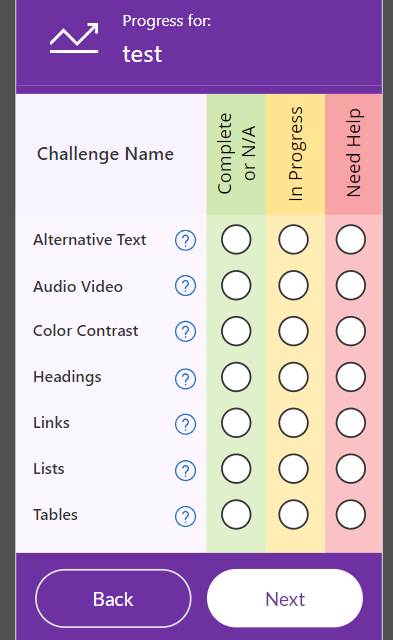 Progress for:
test
Challenge Name
Complete
or N/A
In Progress
Need Help
Alternative Text ?
Audio Video ?
Color Contrast ?
Headings ?
Links ?
Lists ?
Tables ?
Back
Next